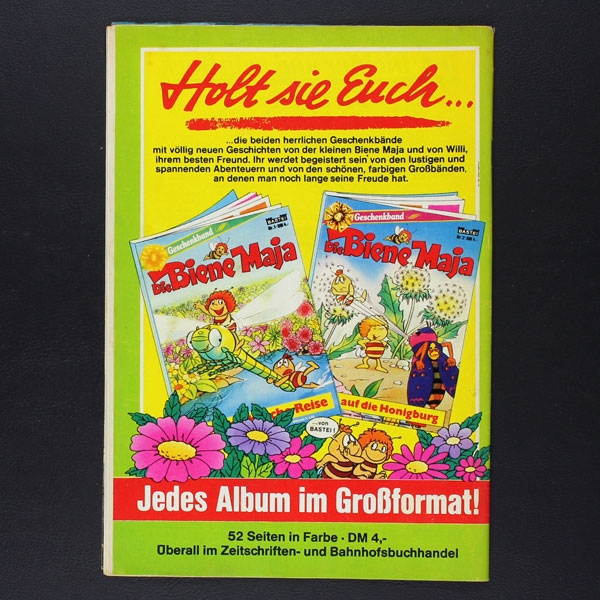 Holt sie Euch...
...die beiden herrlichen Geschenkbände
mit völlig neuen Geschichten von der kleinen Biene Maja und von Willi,
ihrem besten Freund. Ihr werdet begeistert sein von den lustigen und
spannenden Abenteuern und von den schönen, farbigen Großbänden,
an denen man noch lange seine Freude hat.
Geschenkband
BASTEI
Die Biene Maja
Reise
Geschenkband
BASTEI
Die Biene Maja
auf die Honigburg
...von
BASTEI!
Jedes Album im Großformat!
52 Seiten in Farbe · DM 4,-
Überall im Zeitschriften- und Bahnhofsbuchhandel